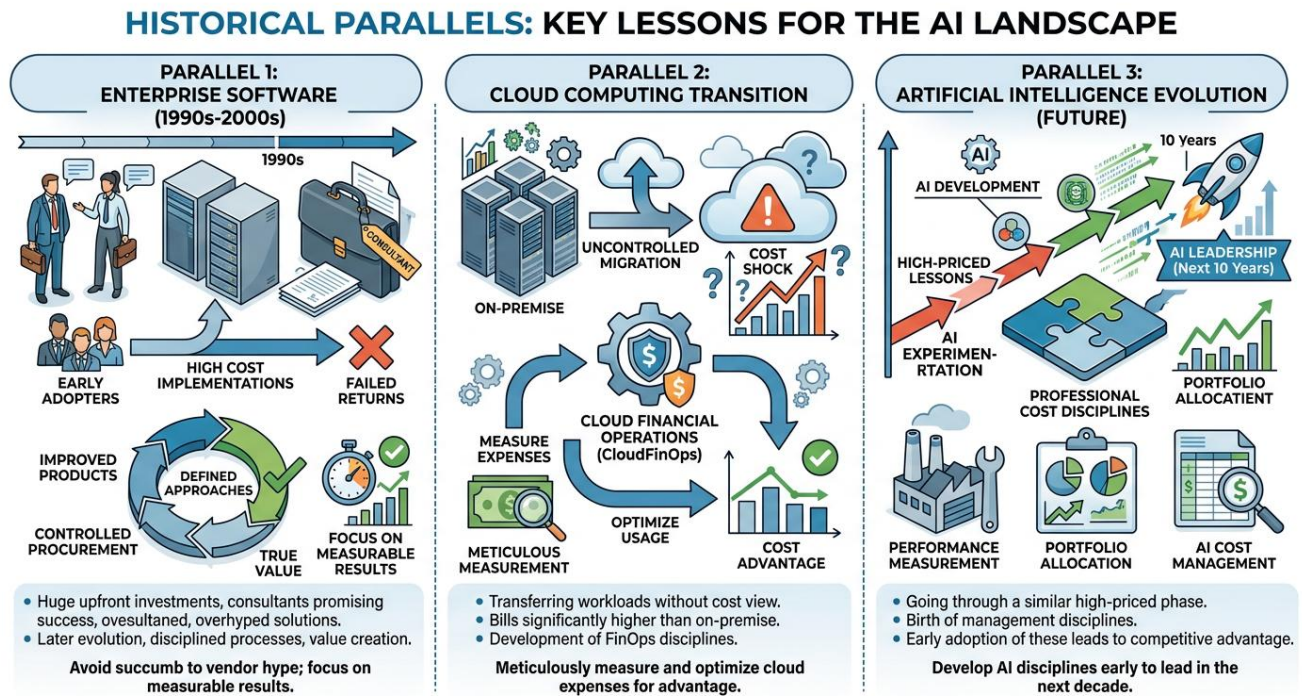 HISTORICAL PARALLELS: KEY LESSONS FOR THE AI LANDSCAPE
PARALLEL 1:
ENTERPRISE SOFTWARE
(1990s-2000s)
1990s
CONSULTANT
EARLY
ADOPTERS
HIGH COST
IMPLEMENTATIONS
FAILED
RETURNS
IMPROVED
PRODUCTS
DEFINED
APPROACHES
CONTROLLED
PROCUREMENT
TRUE
VALUE
FOCUS ON
MEASURABLE
RESULTS
• Huge upfront investments, consultants promising
success, ovesultaned, overhyped solutions.
• Later evolution, disciplined processes, value creation.
Avoid succumb to vendor hype; focus on
measurable results.
PARALLEL 2:
CLOUD COMPUTING TRANSITION
?
UNCONTROLLED
MIGRATION
COST
SHOCK
?
?
?
ON-PREMISE
$
$
MEASURE
EXPENSES
CLOUD FINANCIAL
OPERATIONS
(CloudFinOps)
METICULOUS
MEASUREMENT
OPTIMIZE
USAGE
COST
ADVANTAGE
• Transferring workloads without cost view.
• Bills significantly higher than on-premise.
• Development of FinOps disciplines.
Meticulously measure and optimize cloud
expenses for advantage.
PARALLEL 3:
ARTIFICIAL INTELLIGENCE EVOLUTION
(FUTURE)
AI
10 Years
AI DEVELOPMENT
HIGH-PRICED
LESSONS
AI LEADERSHIP
(Next 10 Years)
AI
EXPERIMEN-
RTATION
PROFESSIONAL
COST DISCIPLINES
PORTFOLIO
ALLOCATIENT
PERFORMANCE
MEASUREMENT
PORTFOLIO
ALLOCATION
$
$
AI COST
MANAGEMENT
• Going through a similar high-priced phase.
• Birth of management disciplines.
• Early adoption of these leads to competitive advantage.
Develop AI disciplines early to lead in the
next decade.